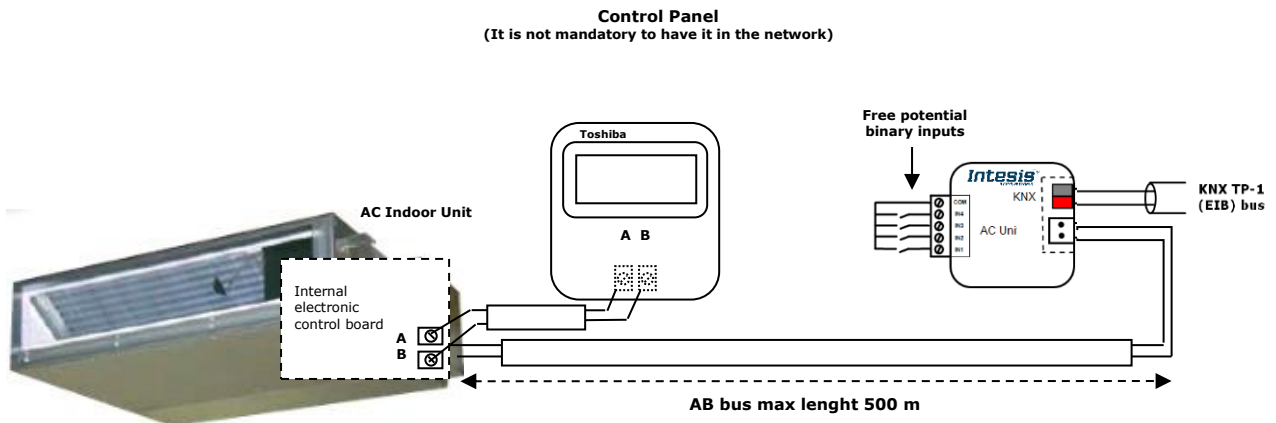 Control Panel
(It is not mandatory to have it in the network)
Free potential
binary inputs
Toshiba
Intesis
KNX
KNX TP-1
(EIB) bus
COM
IN4
IN3
IN2
IN1
AC Uni
AC Indoor Unit
A B
Internal
electronic
control board
A
B
AB bus max lenght 500 m